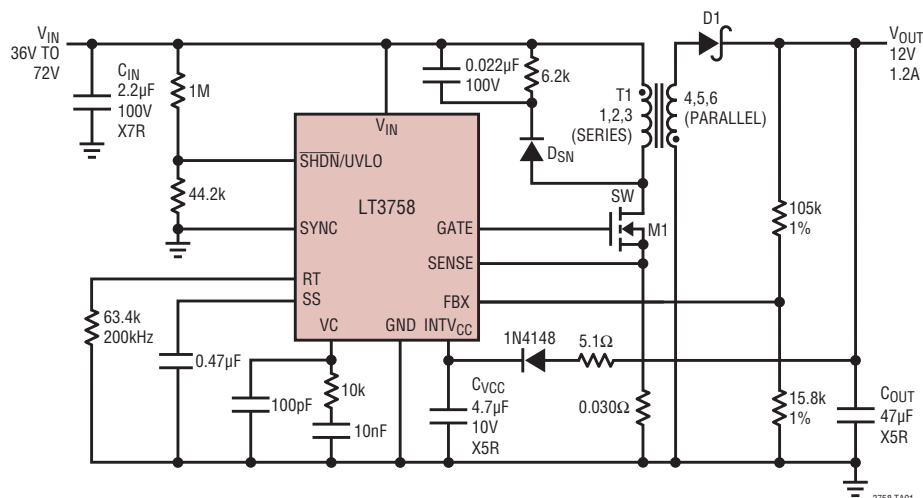 VIN
36V TO
72V
CIN
2.2µF
100V
X7R
1M
44.2k
0.022µF
100V
6.2k
DSN
T1
1,2,3
(SERIES)
4,5,6
(PARALLEL)
D1
VOUT
12V
1.2A
VIN
SHDN/UVLO
LT3758
SYNC
GATE
SENSE
RT
SS
FBX
VC
GND
INTVCC
SW
M1
105k
1%
63.4k
200kHz
0.47µF
100pF
10k
10nF
CVCC
4.7µF
10V
X5R
1N4148
5.1Ω
0.030Ω
15.8k
1%
COUT
47µF
X5R
3758 TA01